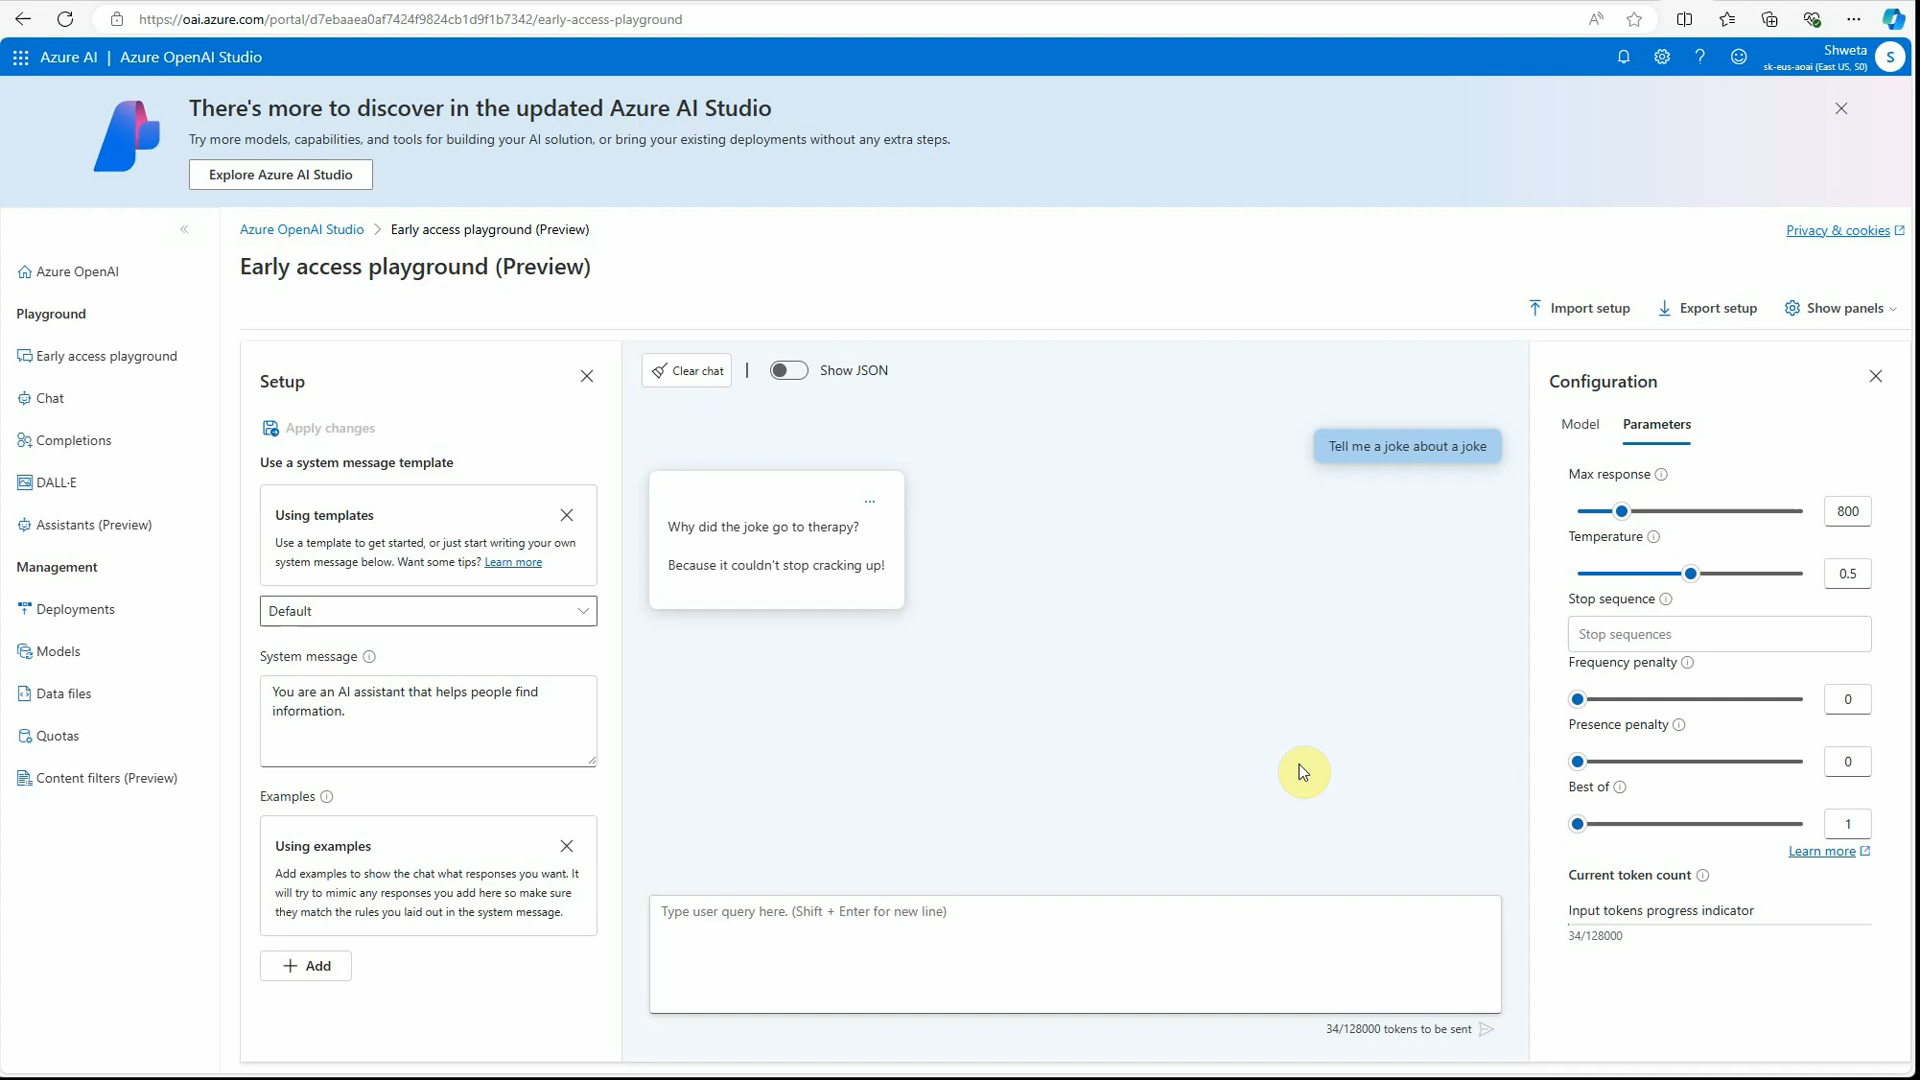 https://oai.azure.com/portal/d7ebaaea0af7424f9824cb1d9f1b7342/early-access-playground
Azure AI | Azure OpenAI Studio
Shweta
sk-eus-aoai (East US, S0)
S
There's more to discover in the updated Azure AI Studio
Try more models, capabilities, and tools for building your AI solution, or bring your existing deployments without any extra steps.
Explore Azure AI Studio
Azure OpenAI Studio > Early access playground (Preview)
Privacy & cookies
Early access playground (Preview)
Import setup
Export setup
Show panels
Azure OpenAI
Playground
Early access playground
Chat
Completions
DALL·E
Assistants (Preview)
Management
Deployments
Models
Data files
Quotas
Content filters (Preview)
Setup
Apply changes
Use a system message template
Using templates
Use a template to get started, or just start writing your own
system message below. Want some tips? Learn more
Default
System message
You are an AI assistant that helps people find
information.
Examples
Using examples
Add examples to show the chat what responses you want. It
will try to mimic any responses you add here so make sure
they match the rules you laid out in the system message.
+ Add
Clear chat
|
Show JSON
Tell me a joke about a joke
...
Why did the joke go to therapy?
Because it couldn't stop cracking up!
Type user query here. (Shift + Enter for new line)
34/128000 tokens to be sent
Configuration
Model
Parameters
Max response
800
Temperature
0.5
Stop sequence
Stop sequences
Frequency penalty
0
Presence penalty
0
Best of
1
Learn more
Current token count
Input tokens progress indicator
34/128000